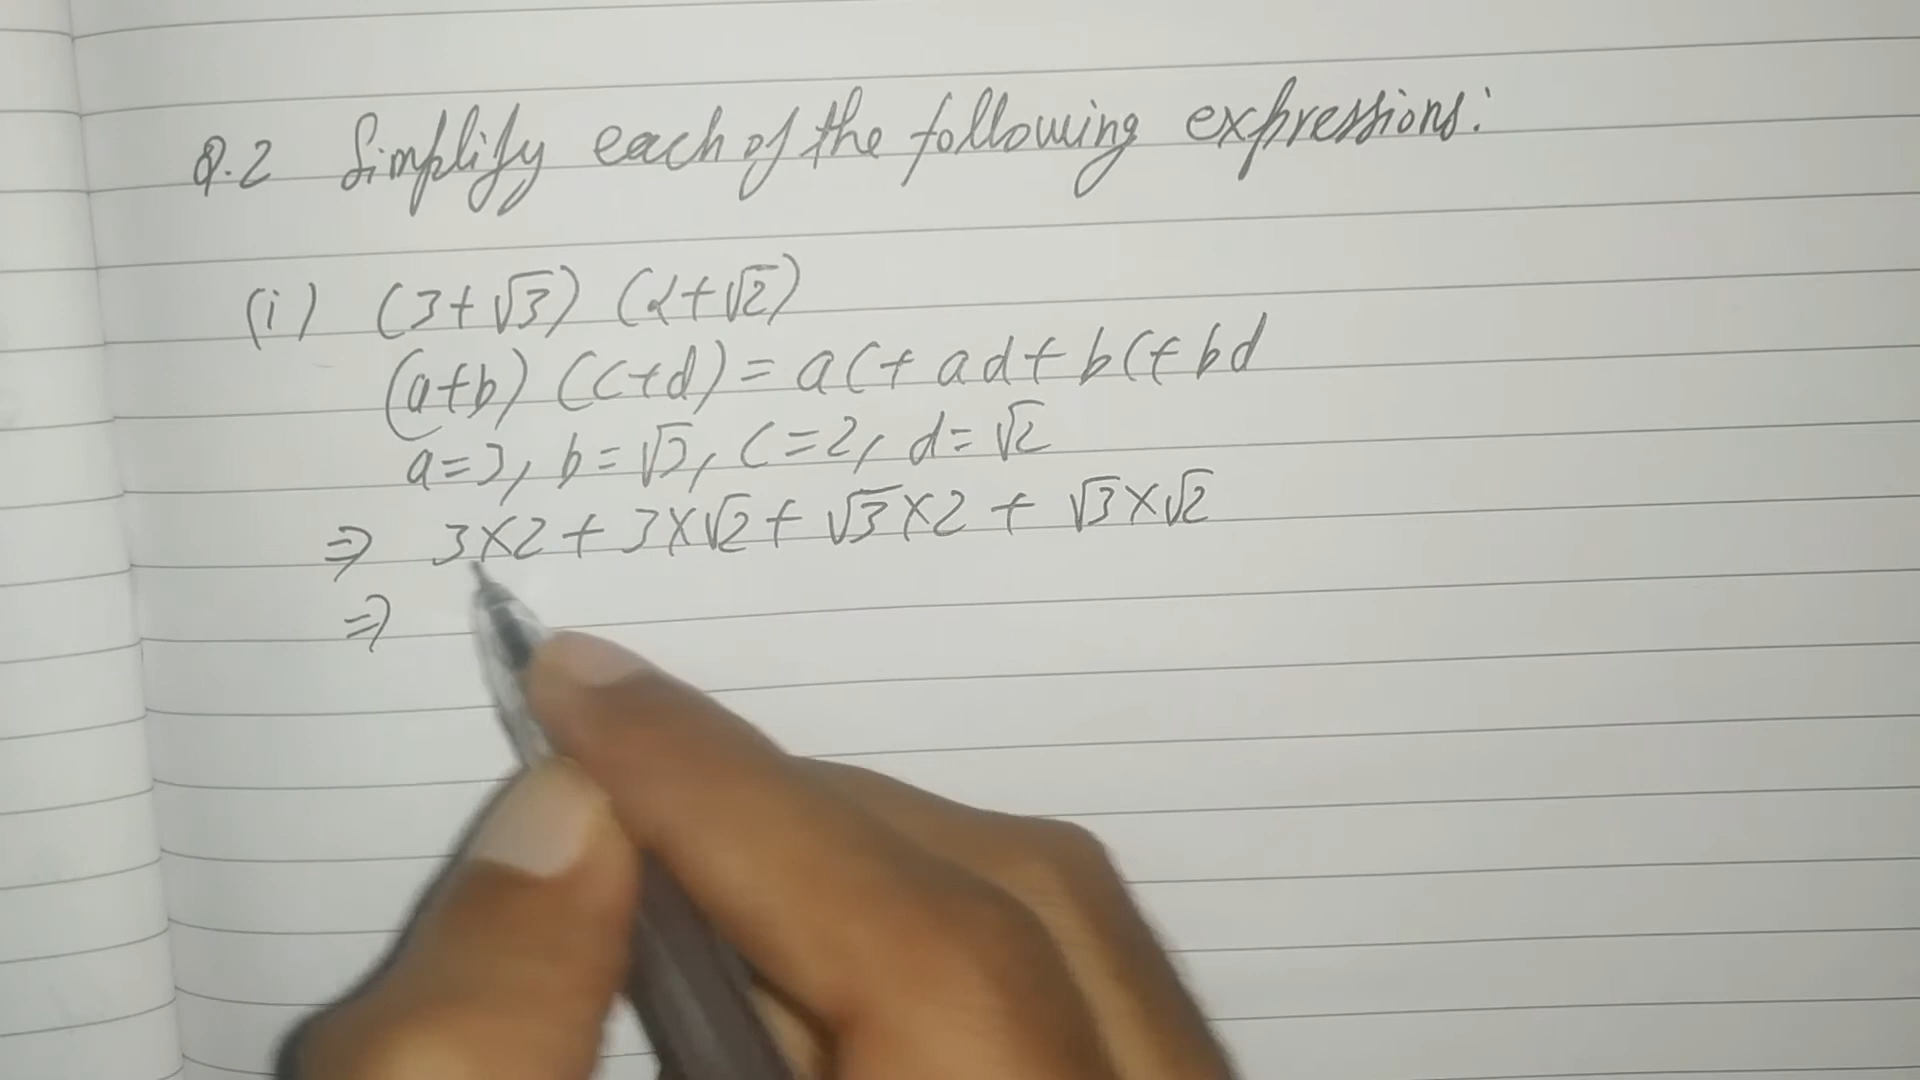 Q.2 Simplify each of the following expressions:
(i) (3+√3) (2+√2)
(a+b) (c+d) = ac+ ad+ bc+ bd
a=3, b=√3, c=2, d=√2
⇒ 3×2 + 3×√2 + √3×2 + √3×√2
⇒